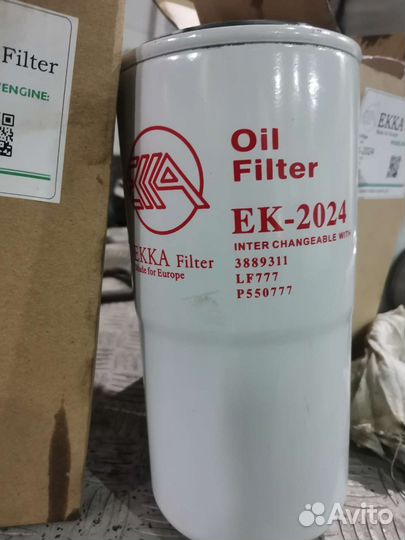 Filter
ENGINE:
EKKA
Oil
Filter
EK-2024
INTER CHANGEABLE WITH
3889311
LF777
P550777
EKKA Filter
Made for Europe
Avito